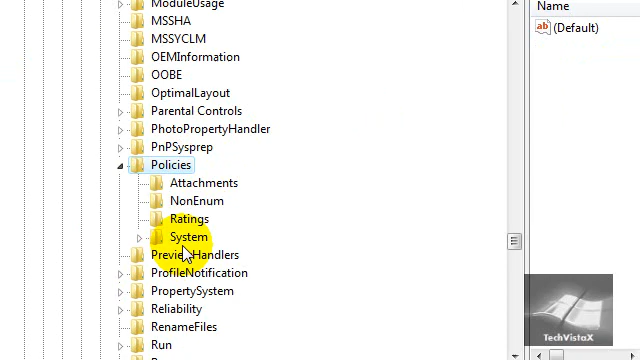 ModuleUsage
MSSHA
MSSYCLM
OEMInformation
OOBE
OptimalLayout
Parental Controls
PhotoPropertyHandler
PnPSysprep
Policies
Attachments
NonEnum
Ratings
System
PreviewHandlers
ProfileNotification
PropertySystem
Reliability
RenameFiles
Run
Name
ab (Default)
TechVistaX